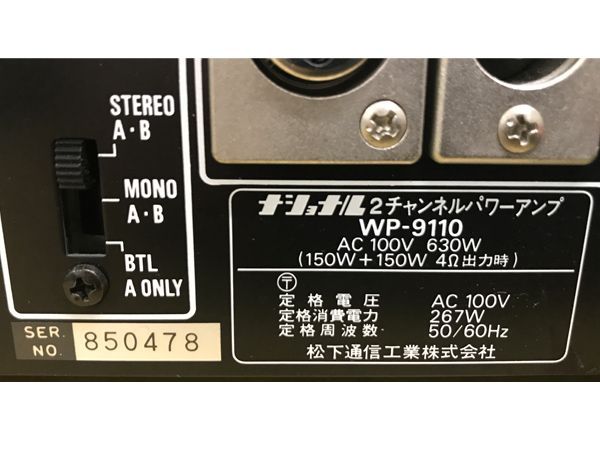 STEREO
A・B
MONO
A・B
BTL
A ONLY
SER.
NO.
850478
ナショナル 2チャンネルパワーアンプ
WP-9110
AC 100V 630W
(150W+150W 4Ω出力時)
〒
定格電圧 AC 100V
定格消費電力 267W
定格周波数 50/60Hz
松下通信工業株式会社